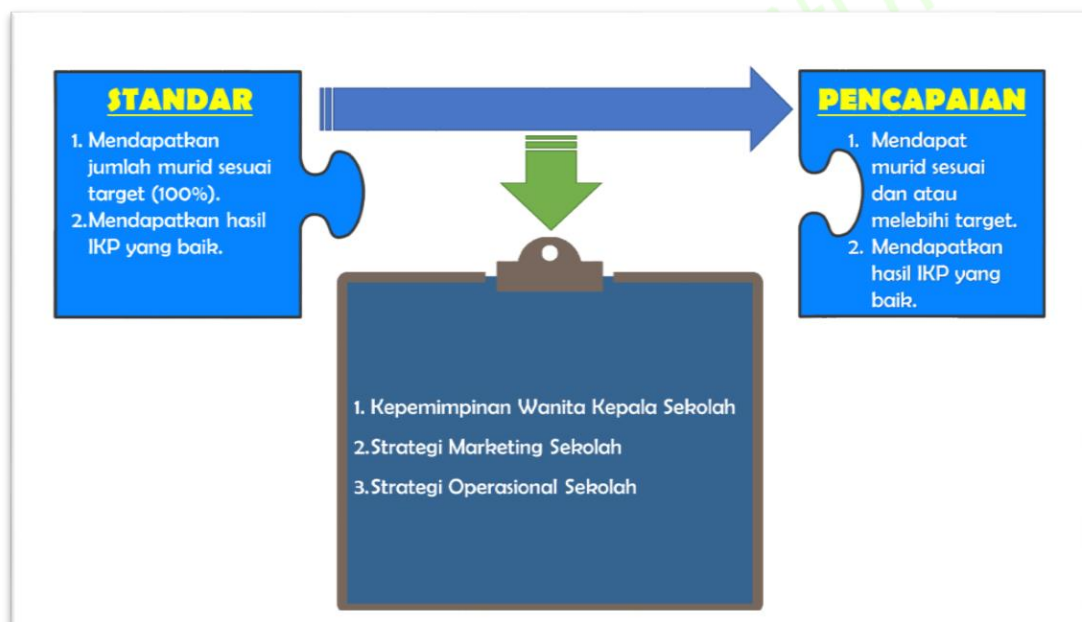 STANDAR
1. Mendapatkan
jumlah murid sesuai
target (100%).
2.Mendapatkan hasil
IKP yang baik.
PENCAPAIAN
1. Mendapat
murid sesuai
dan atau
melebihi target.
2. Mendapatkan
hasil IKP yang
baik.
1. Kepemimpinan Wanita Kepala Sekolah
2.Strategi Marketing Sekolah
3.Strategi Operasional Sekolah